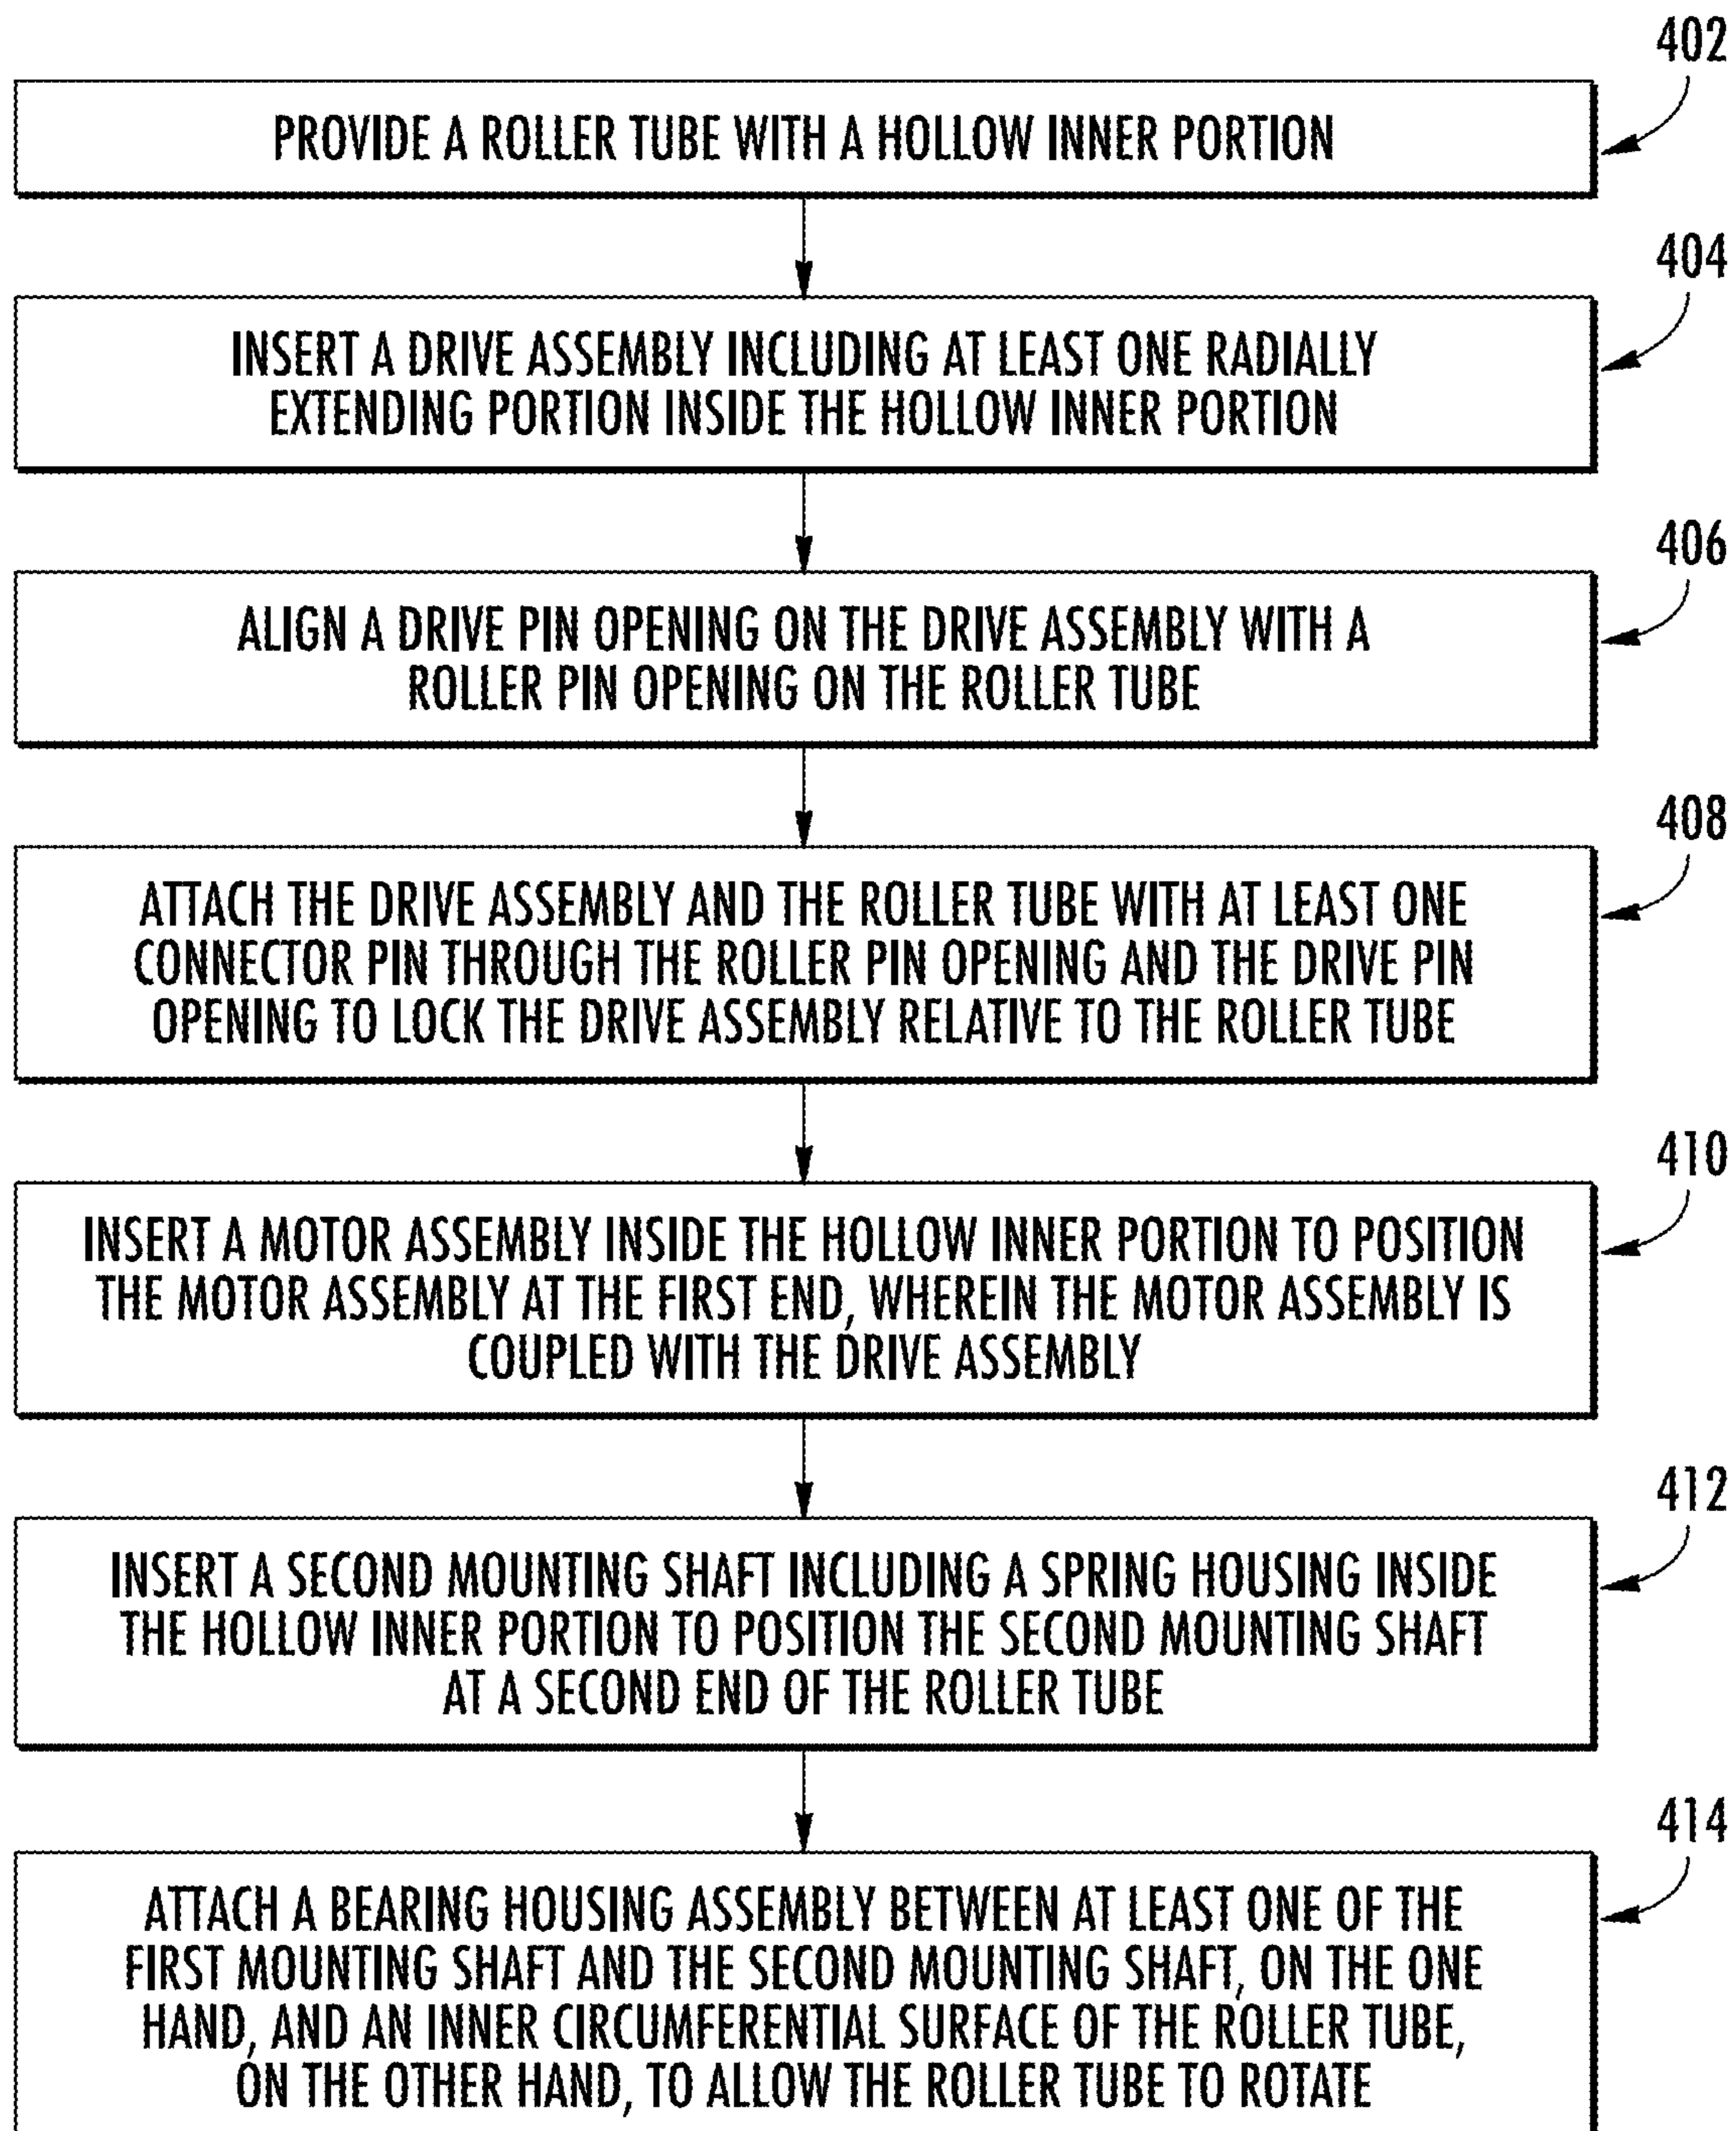 402
PROVIDE A ROLLER TUBE WITH A HOLLOW INNER PORTION
404
INSERT A DRIVE ASSEMBLY INCLUDING AT LEAST ONE RADIALLY
EXTENDING PORTION INSIDE THE HOLLOW INNER PORTION
406
ALIGN A DRIVE PIN OPENING ON THE DRIVE ASSEMBLY WITH A
ROLLER PIN OPENING ON THE ROLLER TUBE
408
ATTACH THE DRIVE ASSEMBLY AND THE ROLLER TUBE WITH AT LEAST ONE
CONNECTOR PIN THROUGH THE ROLLER PIN OPENING AND THE DRIVE PIN
OPENING TO LOCK THE DRIVE ASSEMBLY RELATIVE TO THE ROLLER TUBE
410
INSERT A MOTOR ASSEMBLY INSIDE THE HOLLOW INNER PORTION TO POSITION
THE MOTOR ASSEMBLY AT THE FIRST END, WHEREIN THE MOTOR ASSEMBLY IS
COUPLED WITH THE DRIVE ASSEMBLY
412
INSERT A SECOND MOUNTING SHAFT INCLUDING A SPRING HOUSING INSIDE
THE HOLLOW INNER PORTION TO POSITION THE SECOND MOUNTING SHAFT
AT A SECOND END OF THE ROLLER TUBE
414
ATTACH A BEARING HOUSING ASSEMBLY BETWEEN AT LEAST ONE OF THE
FIRST MOUNTING SHAFT AND THE SECOND MOUNTING SHAFT, ON THE ONE
HAND, AND AN INNER CIRCUMFERENTIAL SURFACE OF THE ROLLER TUBE,
ON THE OTHER HAND, TO ALLOW THE ROLLER TUBE TO ROTATE